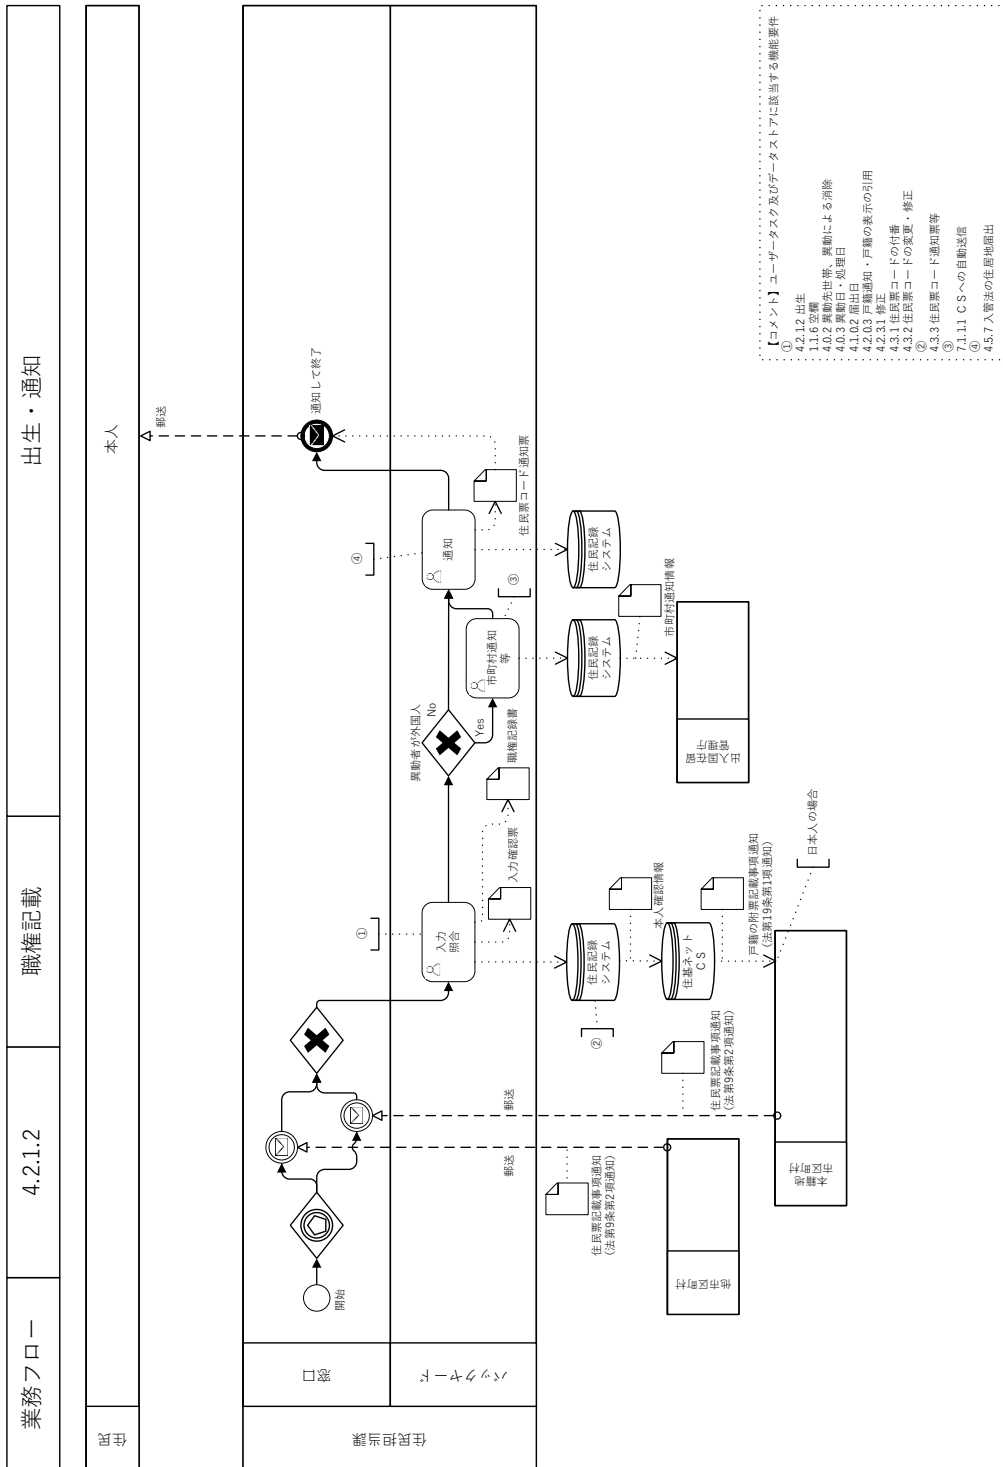 業務フロー
4.2.1.2
職権記載
出生・通知
住民
本人
郵送
住民担当課
窓口
バックヤード
開始
通知して終了
①
入力
照合
入力確認票
職権記録書
異動者が外国人
No
Yes
市町村通知
等
③
④
通知
住民票コード通知票
②
住民記録
システム
本人確認情報
住基ネット
CS
戸籍の附票記載事項通知
(法第19条第1項通知)
日本人の場合
住民記録
システム
市町村通知情報
住民記録
システム
出入国在留
管理庁
郵送
住民票記載事項通知
(法第9条第2項通知)
他市区町村
郵送
住民票記載事項通知
(法第9条第2項通知)
本籍地
市区町村
【コメント】ユーザータスク及びデータストアに該当する機能要件
①
4.2.1.2 出生
1.1.6 空欄
4.0.2 異動先世帯、異動による消除
4.0.3 異動日・処理日
4.1.0.2 届出日
4.2.0.3 戸籍通知・戸籍の表示の引用
4.2.3.1 修正
4.3.1 住民票コードの付番
4.3.2 住民票コードの変更・修正
②
4.3.3 住民票コード通知票等
③
7.1.1.1 CSへの自動送信
④
4.5.7 入管法の住居地届出